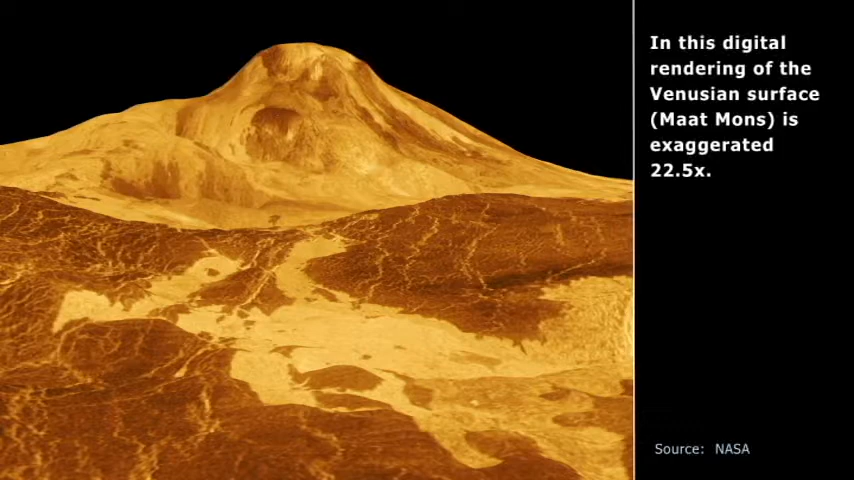 In this digital
rendering of the
Venusian surface
(Maat Mons) is
exaggerated
22.5x.
Source: NASA